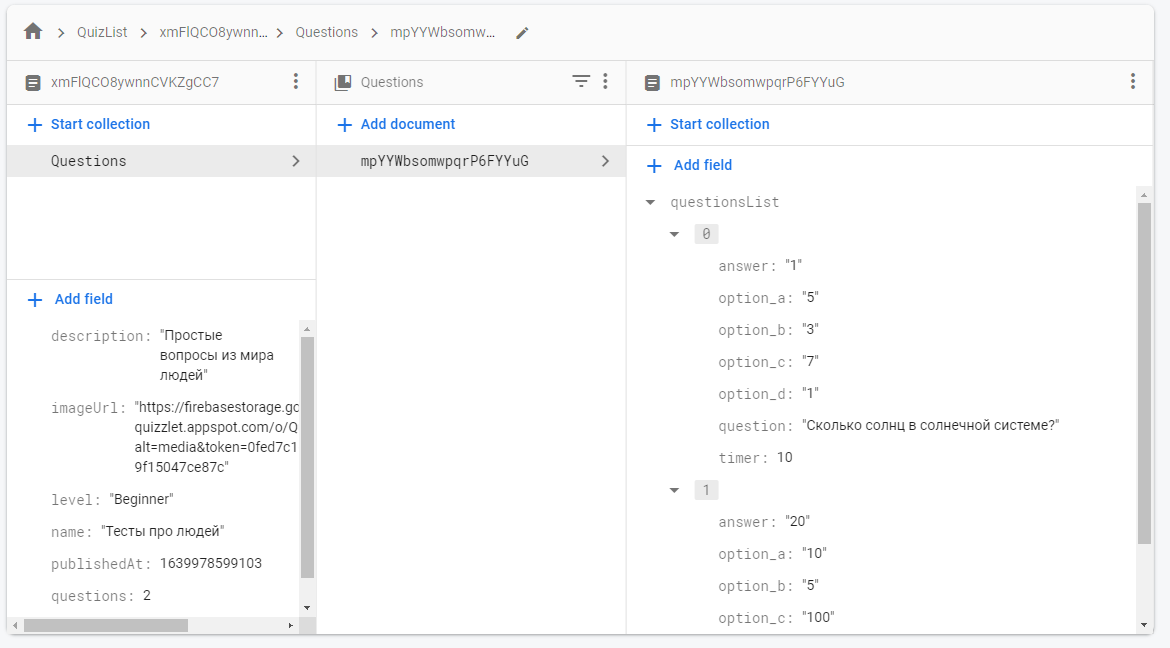 QuizList
xmFlQCO8ywnn...
Questions
mpYYWbsomw...
xmFlQCO8ywnnCVKZgCC7
Start collection
Questions
Add field
description: "Простые
вопросы из мира
людей"
imageUrl: "https://firebasestorage.gc
quizzlet.appspot.com/o/Q
alt=media&token=0fed7c1
9f15047ce87c"
level: "Beginner"
name: "Тесты про людей"
publishedAt: 1639978599103
questions: 2
Questions
Add document
mpYYWbsomwpqrP6FYYuG
mpYYWbsomwpqrP6FYYuG
Start collection
Add field
questionsList
0
answer: "1"
option_a: "5"
option_b: "3"
option_c: "7"
option_d: "1"
question: "Сколько солнц в солнечной системе?"
timer: 10
1
answer: "20"
option_a: "10"
option_b: "5"
option_c: "100"